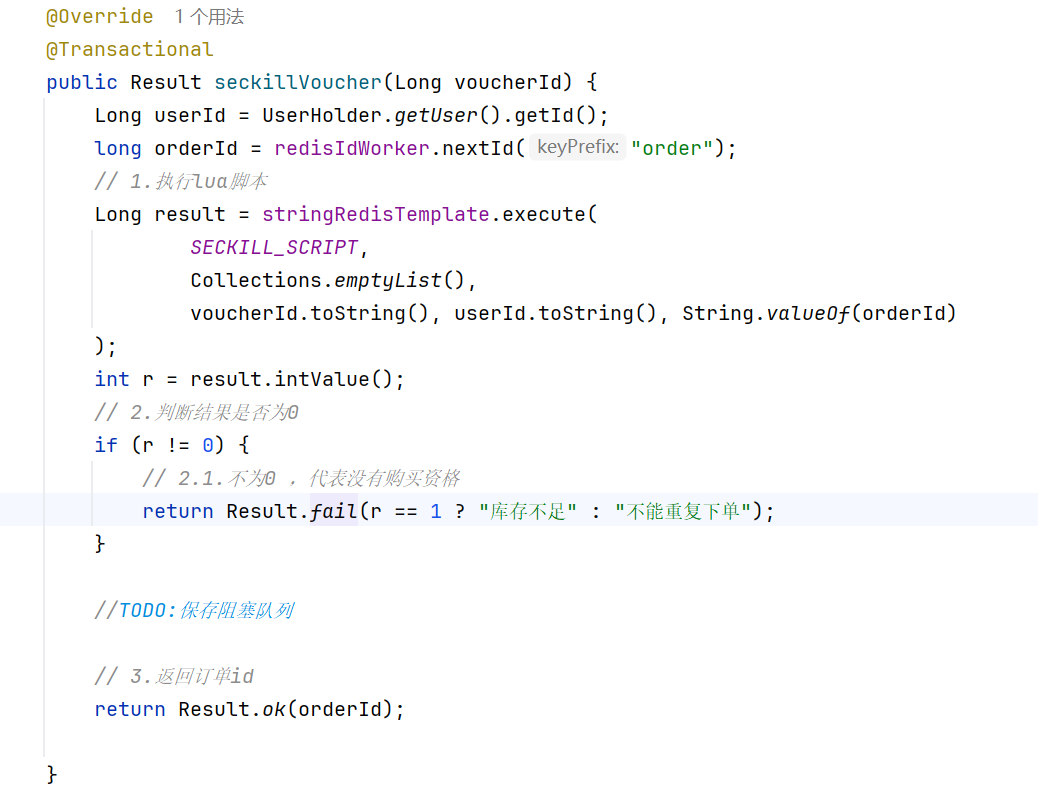 @Override 1 个用法
@Transactional
public Result seckillVoucher(Long voucherId) {
Long userId = UserHolder.getUser().getId();
long orderId = redisIdWorker.nextId( keyPrefix: "order");
// 1.执行lua脚本
Long result = stringRedisTemplate.execute(
SECKILL_SCRIPT,
Collections.emptyList(),
voucherId.toString(), userId.toString(), String.valueOf(orderId)
);
int r = result.intValue();
// 2.判断结果是否为0
if (r != 0) {
// 2.1.不为0 ，代表没有购买资格
return Result.fail(r == 1 ? "库存不足" : "不能重复下单");
}
//TODO:保存阻塞队列
// 3.返回订单id
return Result.ok(orderId);
}